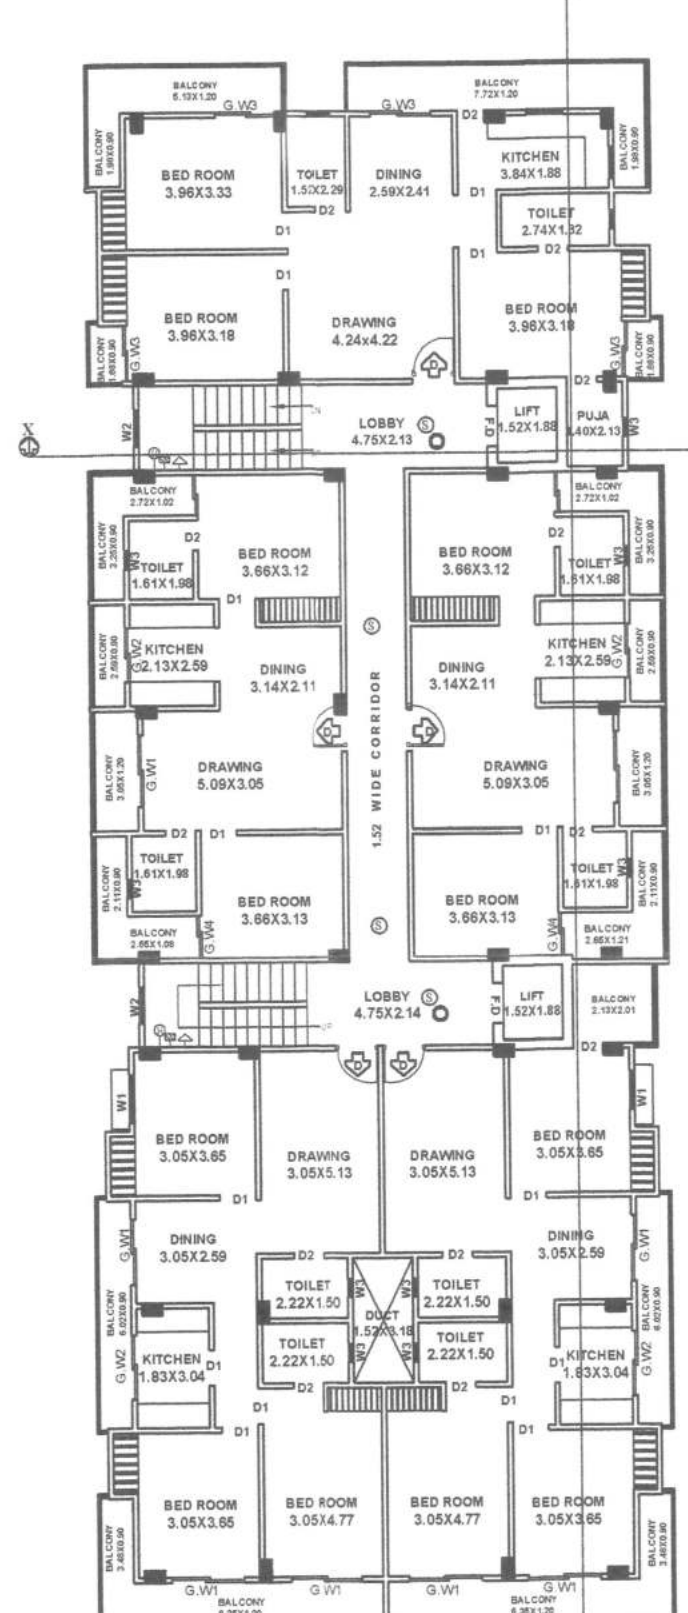 BALCONY
6.13X1.20
BALCONY
7.72X1.20
G.W3
G.W3
D2
BALCONY
1.98X0.90
BED ROOM
3.96X3.33
TOILET
DINING
2.59X2.41
KITCHEN
3.84X1.88
BALCONY
1.98X0.90
D2
D1
TOILET
2.74X1.32
D1
D1
D2
D1
BED ROOM
3.96X3.18
DRAWING
4.24x4.22
BED ROOM
3.96X3.18
BALCONY
1.68X0.90
G.W3
D
G.W3
BALCONY
1.68X0.90
D2
X
W2
LOBBY
4.75X2.13
S
F.D
LIFT
1.52X1.88
PUJA
1.40X2.13
W3
BALCONY
2.72X1.02
BALCONY
2.72X1.02
BALCONY
3.25X0.90
W3
D2
TOILET
1.61X1.98
BED ROOM
3.66X3.12
BED ROOM
3.66X3.12
D2
TOILET
1.61X1.98
W3
BALCONY
3.25X0.90
D1
S
BALCONY
2.59X0.90
G.W2
KITCHEN
2.13X2.59
DINING
3.14X2.11
DINING
3.14X2.11
KITCHEN
2.13X2.59
G.W2
BALCONY
2.59X0.90
D
D
1.52 WIDE CORRIDOR
BALCONY
3.05X1.20
G.W1
DRAWING
5.09X3.05
DRAWING
5.09X3.05
BALCONY
3.05X1.20
D2
D1
D1
D2
BALCONY
2.11X0.90
W3
TOILET
1.61X1.98
BED ROOM
3.66X3.13
BED ROOM
3.66X3.13
TOILET
1.61X1.98
W3
BALCONY
2.11X0.90
BALCONY
2.65X1.08
G.W4
S
G.W4
BALCONY
2.65X1.21
W2
LOBBY
4.75X2.14
S
F.D
LIFT
1.52X1.88
BALCONY
2.13X2.01
UP
D
D
D2
W1
W1
BED ROOM
3.05X3.65
DRAWING
3.05X5.13
DRAWING
3.05X5.13
BED ROOM
3.05X3.65
D1
D1
G.W1
DINING
3.05X2.59
DINING
3.05X2.59
G.W1
D2
D2
BALCONY
6.02X0.90
TOILET
2.22X1.50
W3
DUCT
1.52X3.18
W3
TOILET
2.22X1.50
BALCONY
6.02X0.90
G.W2
KITCHEN
1.83X3.04
D1
TOILET
2.22X1.50
W3
W3
TOILET
2.22X1.50
D1
KITCHEN
1.83X3.04
G.W2
D2
D2
D1
D1
D1
D1
BED ROOM
3.05X3.65
BED ROOM
3.05X4.77
BED ROOM
3.05X4.77
BED ROOM
3.05X3.65
BALCONY
3.48X0.90
BALCONY
3.48X0.90
G.W1
G.W1
G.W1
G.W1
BALCONY
BALCONY
6.35X1.20